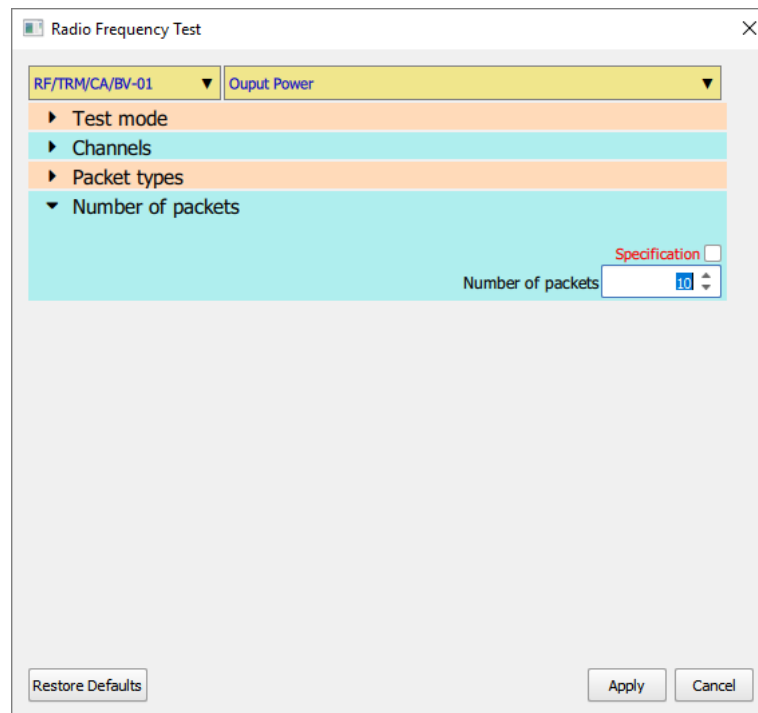 Radio Frequency Test
RF/TRM/CA/BV-01 Ouput Power
Test mode
Channels
Packet types
Number of packets
Specification
Number of packets 10
Restore Defaults Apply Cancel